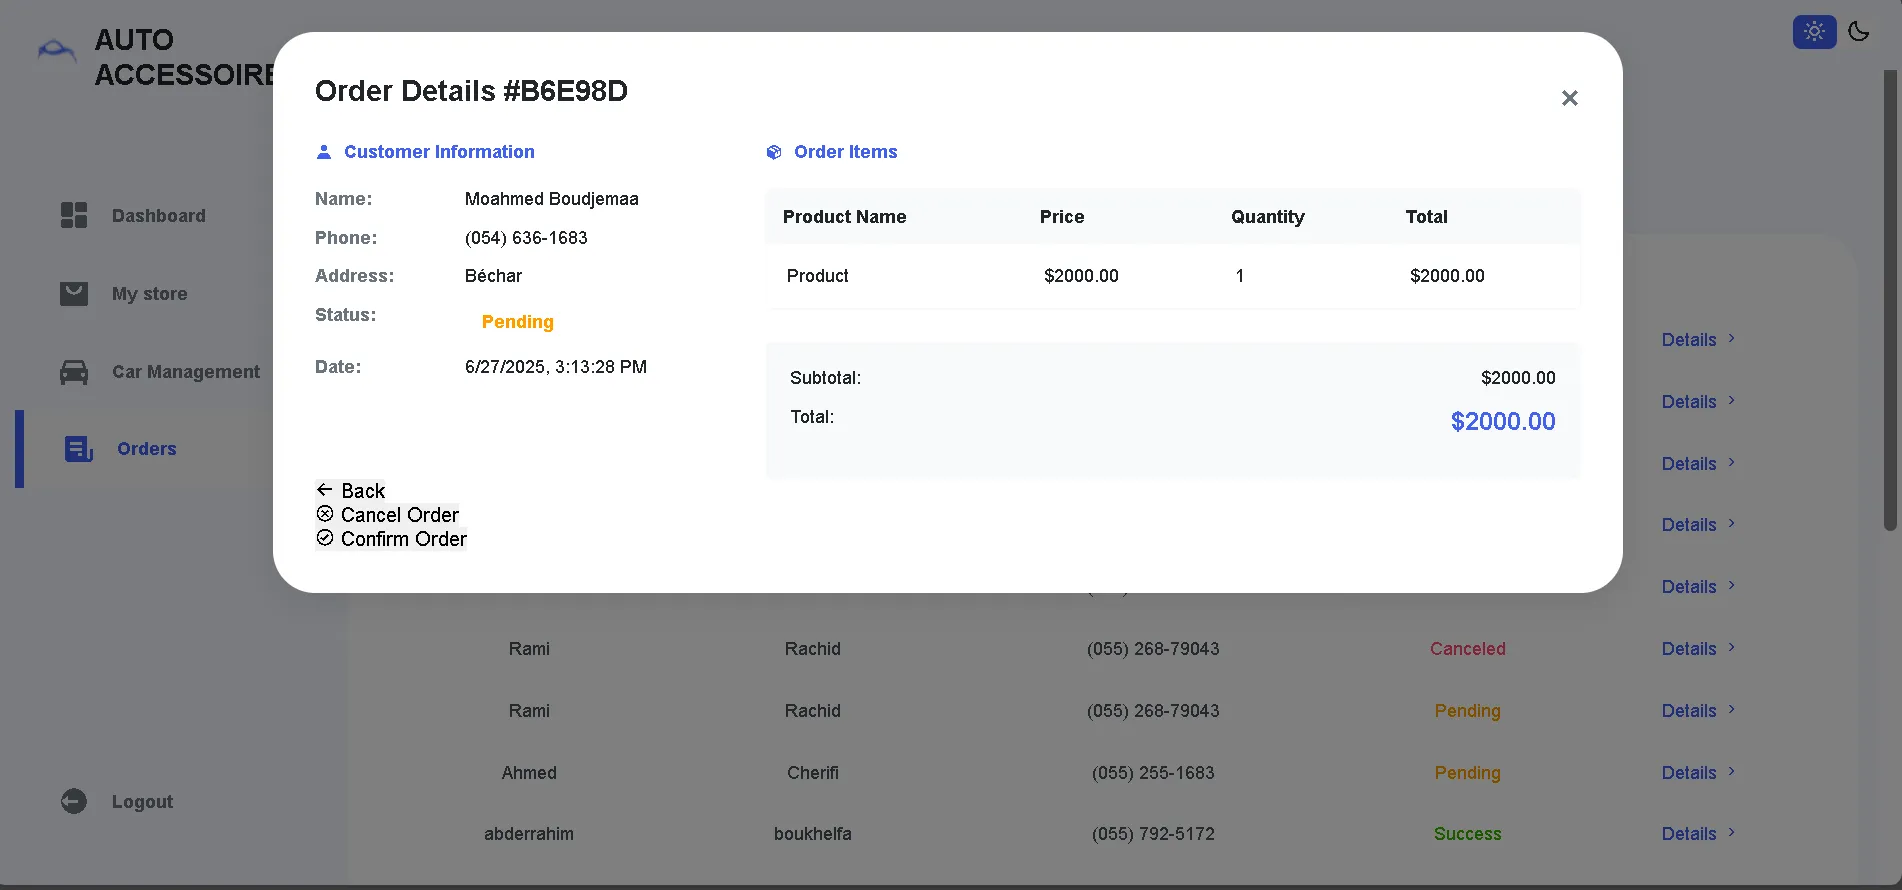 AUTO
ACCESSOIRE
Dashboard
My store
Car Management
Orders
Logout
Order Details #B6E98D
Customer Information
Name: Moahmed Boudjemaa
Phone: (054) 636-1683
Address: Béchar
Status: Pending
Date: 6/27/2025, 3:13:28 PM
Order Items
Product Name Price Quantity Total
Product $2000.00 1 $2000.00
Subtotal: $2000.00
Total: $2000.00
Back
Cancel Order
Confirm Order
Details
Details
Details
Details
Details
Rami Rachid (055) 268-79043 Canceled Details
Rami Rachid (055) 268-79043 Pending Details
Ahmed Cherifi (055) 255-1683 Pending Details
abderrahim boukhelfa (055) 792-5172 Success Details